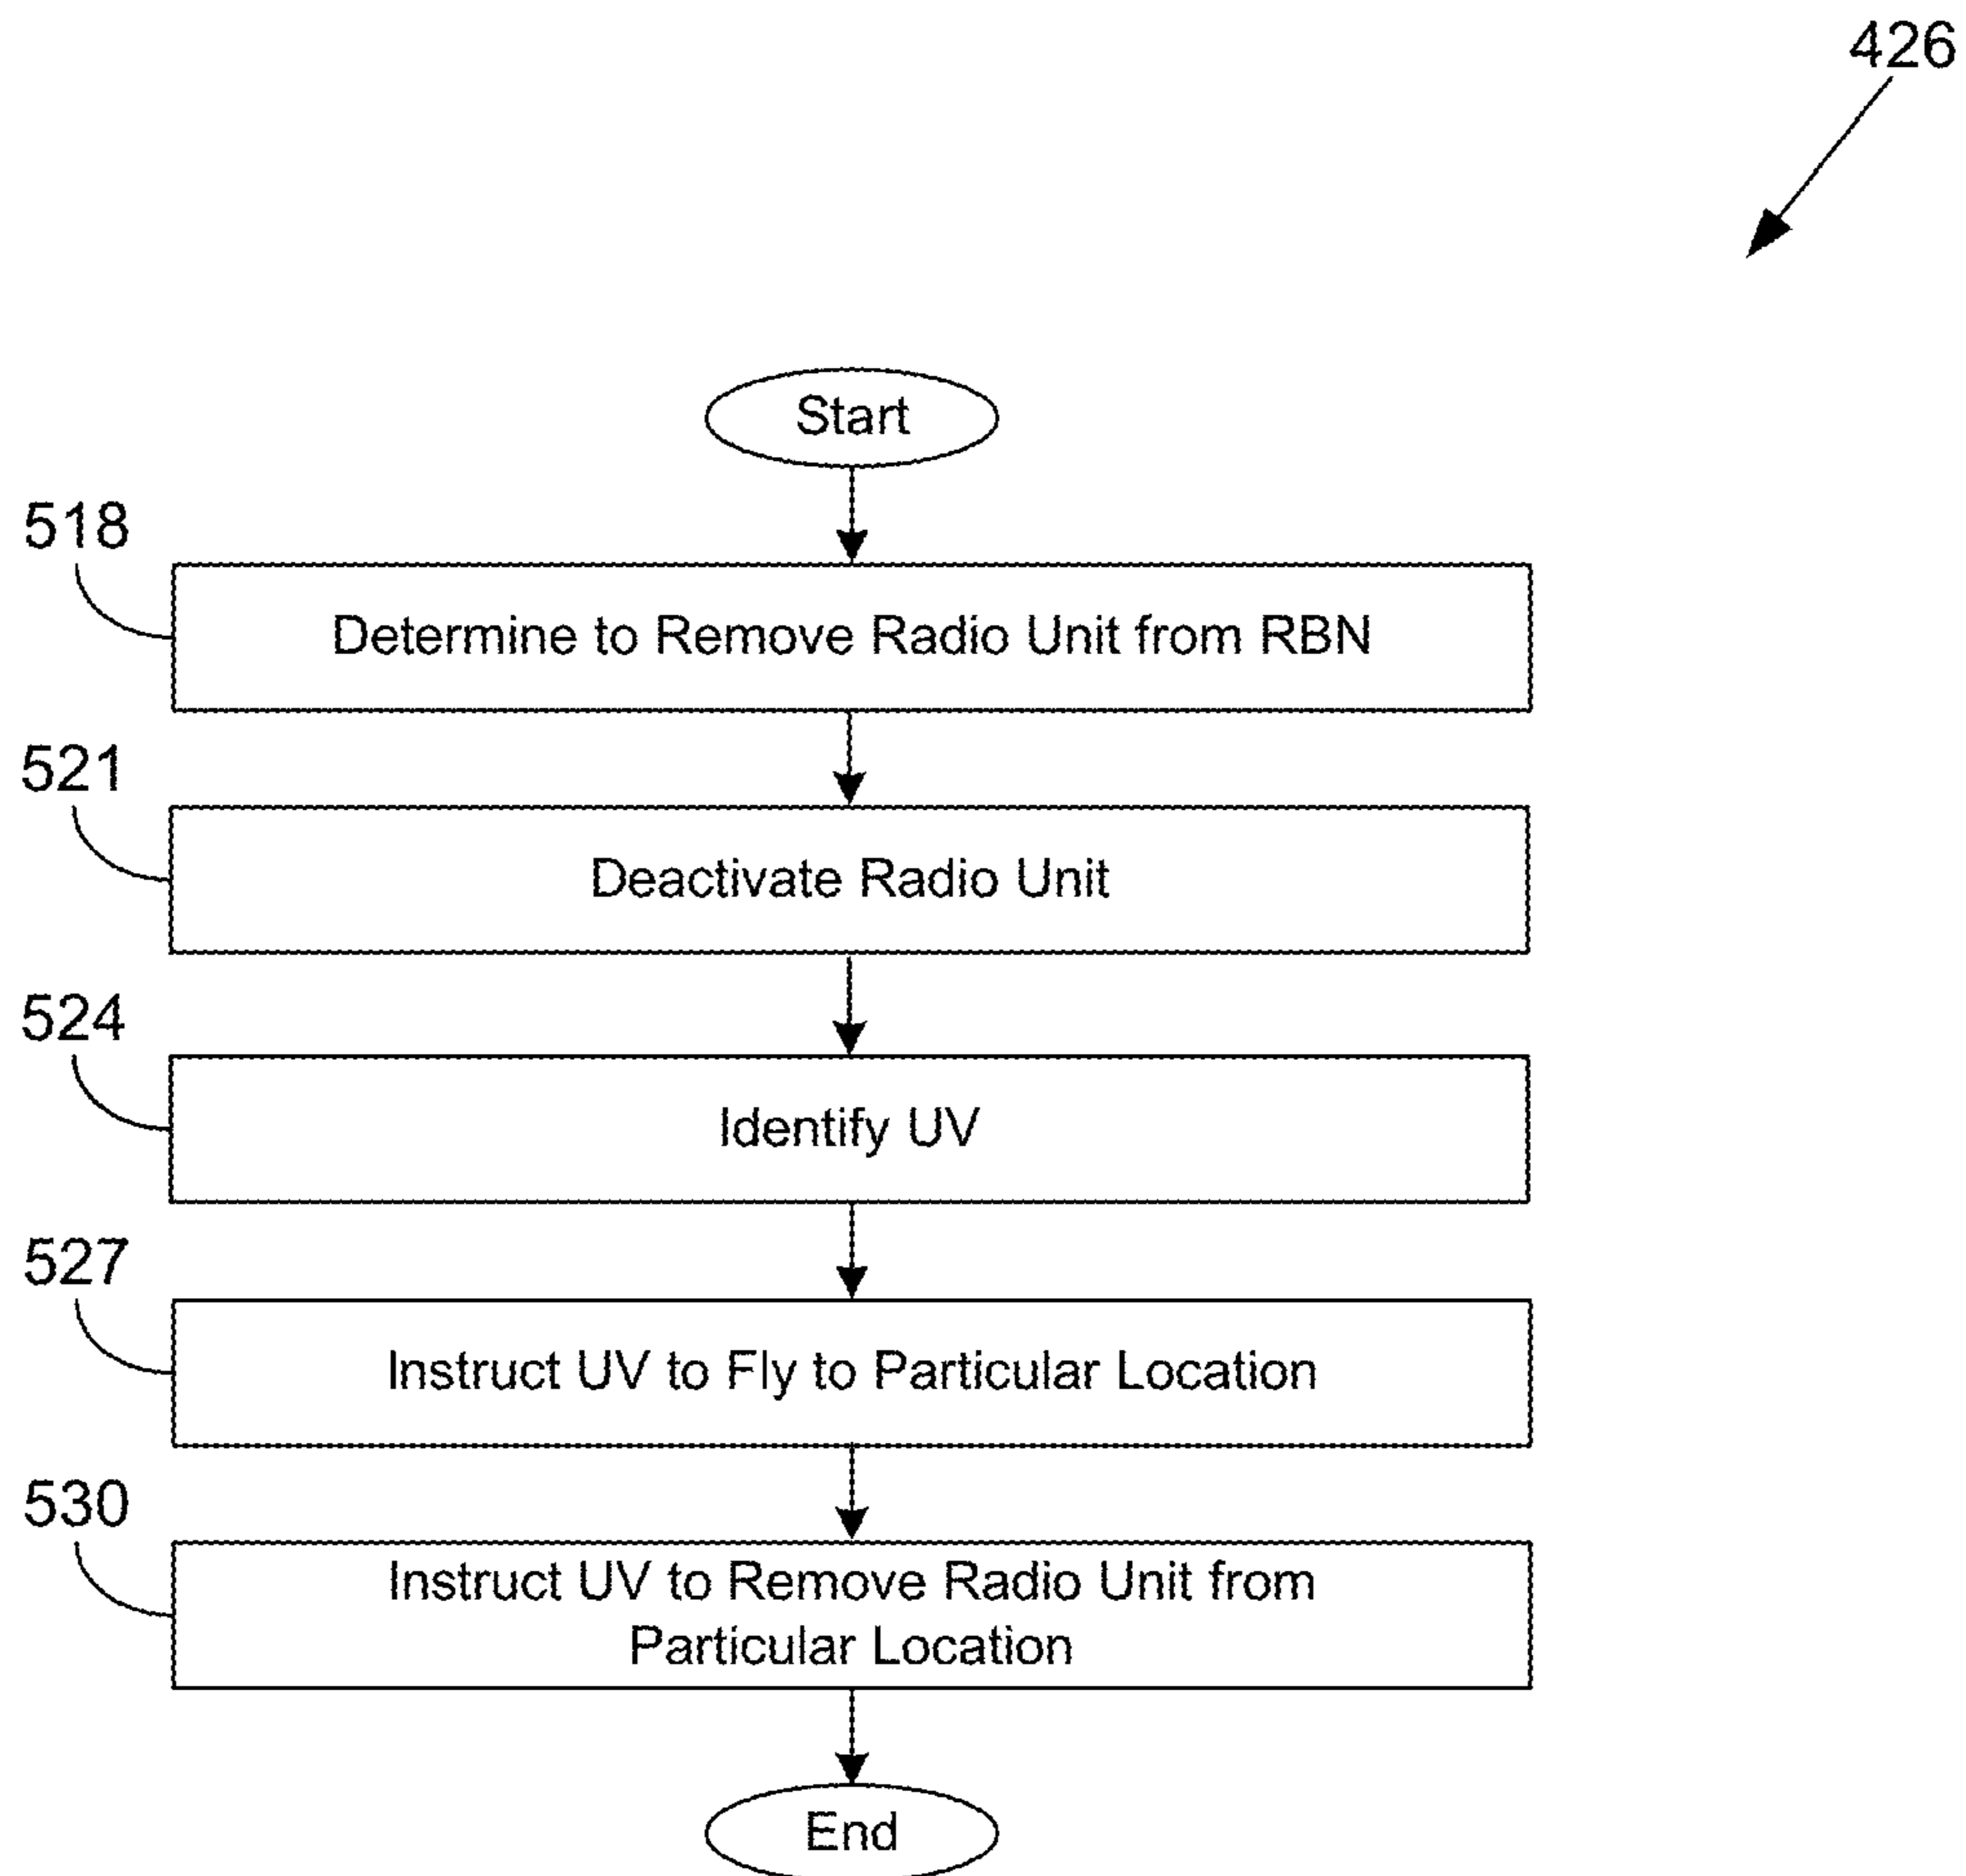 426
Start
518
Determine to Remove Radio Unit from RBN
521
Deactivate Radio Unit
524
Identify UV
527
Instruct UV to Fly to Particular Location
530
Instruct UV to Remove Radio Unit from
Particular Location
End